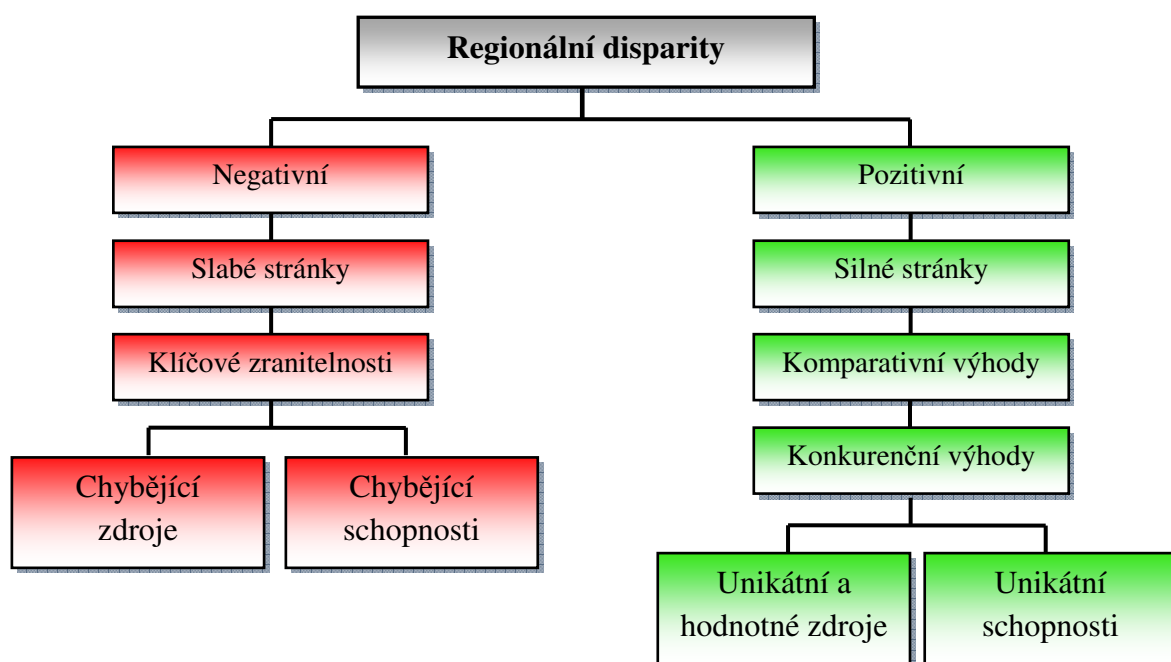 Regionální disparity
Negativní
Pozitivní
Slabé stránky
Silné stránky
Klíčové zranitelnosti
Komparativní výhody
Konkurenční výhody
Chybějící
zdroje
Chybějící
schopnosti
Unikátní a
hodnotné zdroje
Unikátní
schopnosti